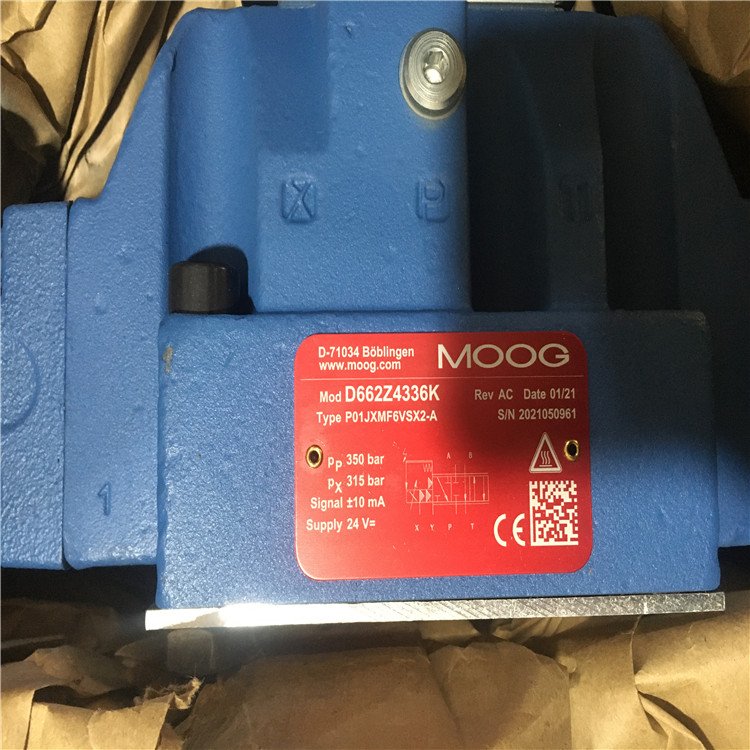 X P
D-71034 Böblingen
www.moog.com
MOOG
Mod D662Z4336K
Rev AC Date 01/21
Type P01JXMF6VSX2-A
S/N 2021050961
pP 350 bar
pX 315 bar
Signal ±10 mA
Supply 24 V=
A B
X Y P T
CE
1